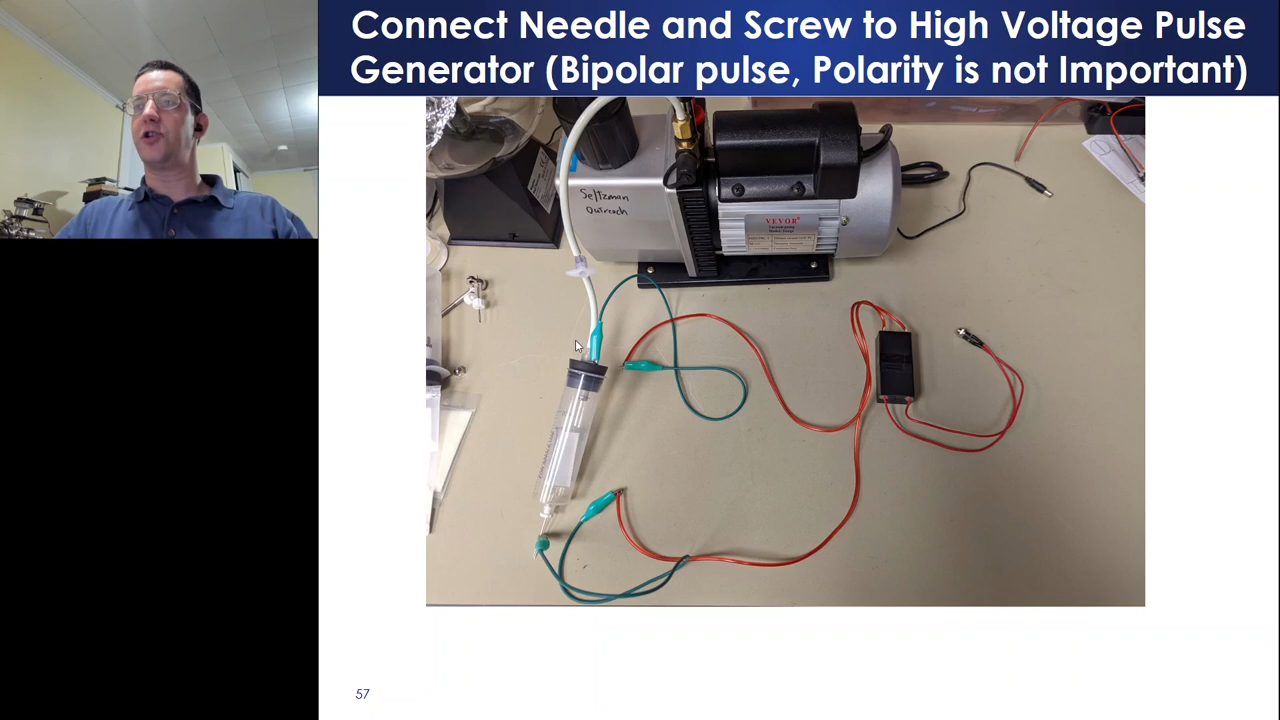 Connect Needle and Screw to High Voltage Pulse
Generator (Bipolar pulse, Polarity is not Important)
Seltzman
Outreach
VEVOR
57